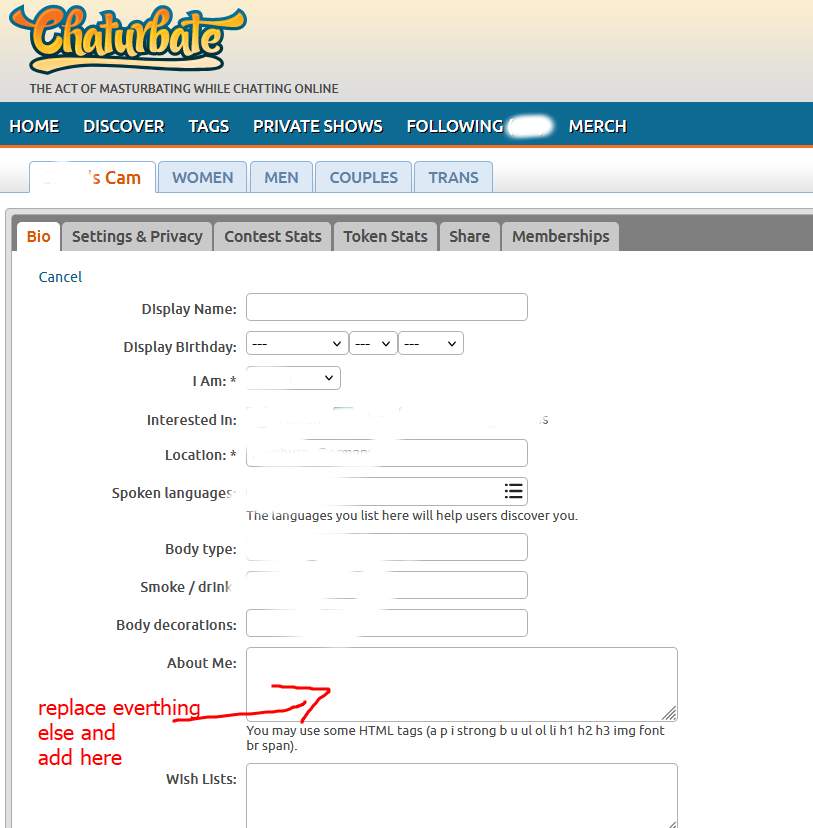 Chaturbate
THE ACT OF MASTURBATING WHILE CHATTING ONLINE
HOME DISCOVER TAGS PRIVATE SHOWS FOLLOWING MERCH
's Cam WOMEN MEN COUPLES TRANS
Bio Settings & Privacy Contest Stats Token Stats Share Memberships
Cancel
Display Name:
Display Birthday: --- --- ---
I Am: *
Interested In:
Location: *
Spoken languages:
The languages you list here will help users discover you.
Body type:
Smoke / drink
Body decorations:
About Me:
replace everthing
else and
add here
You may use some HTML tags (a p i strong b u ul ol li h1 h2 h3 img font
br span).
Wish Lists: